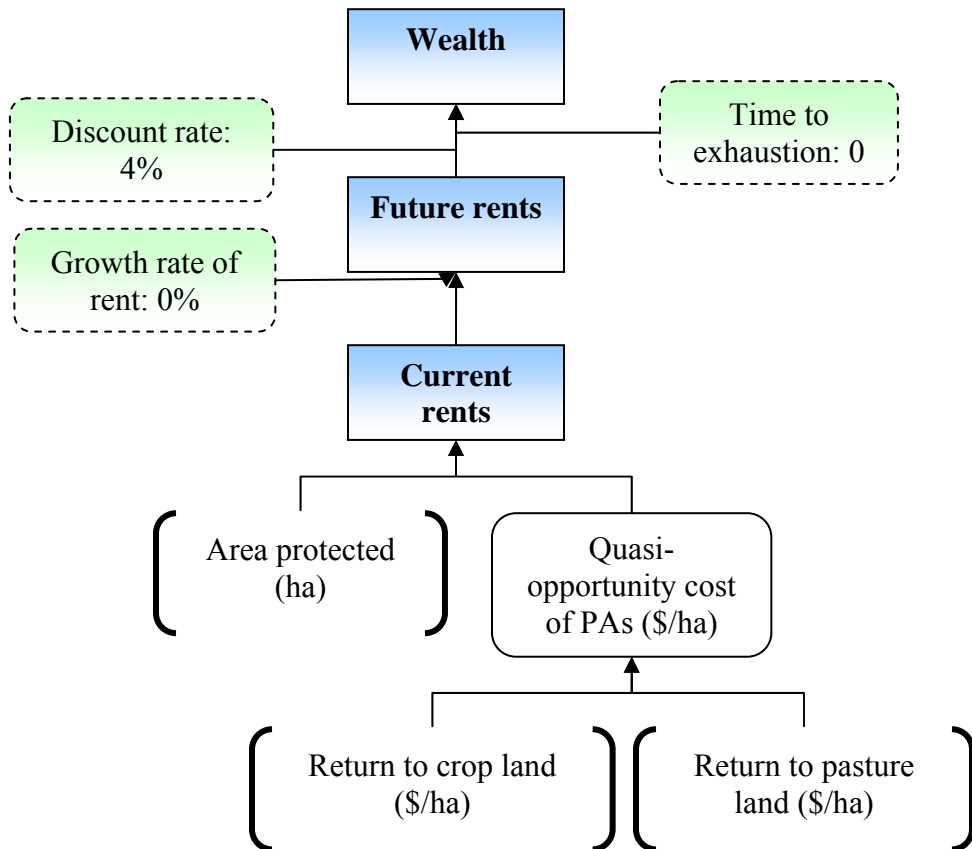 Wealth
Discount rate:
4%
Time to
exhaustion: 0
Future rents
Growth rate of
rent: 0%
Current
rents
Area protected
(ha)
Quasi-
opportunity cost
of PAs ($/ha)
Return to crop land
($/ha)
Return to pasture
land ($/ha)